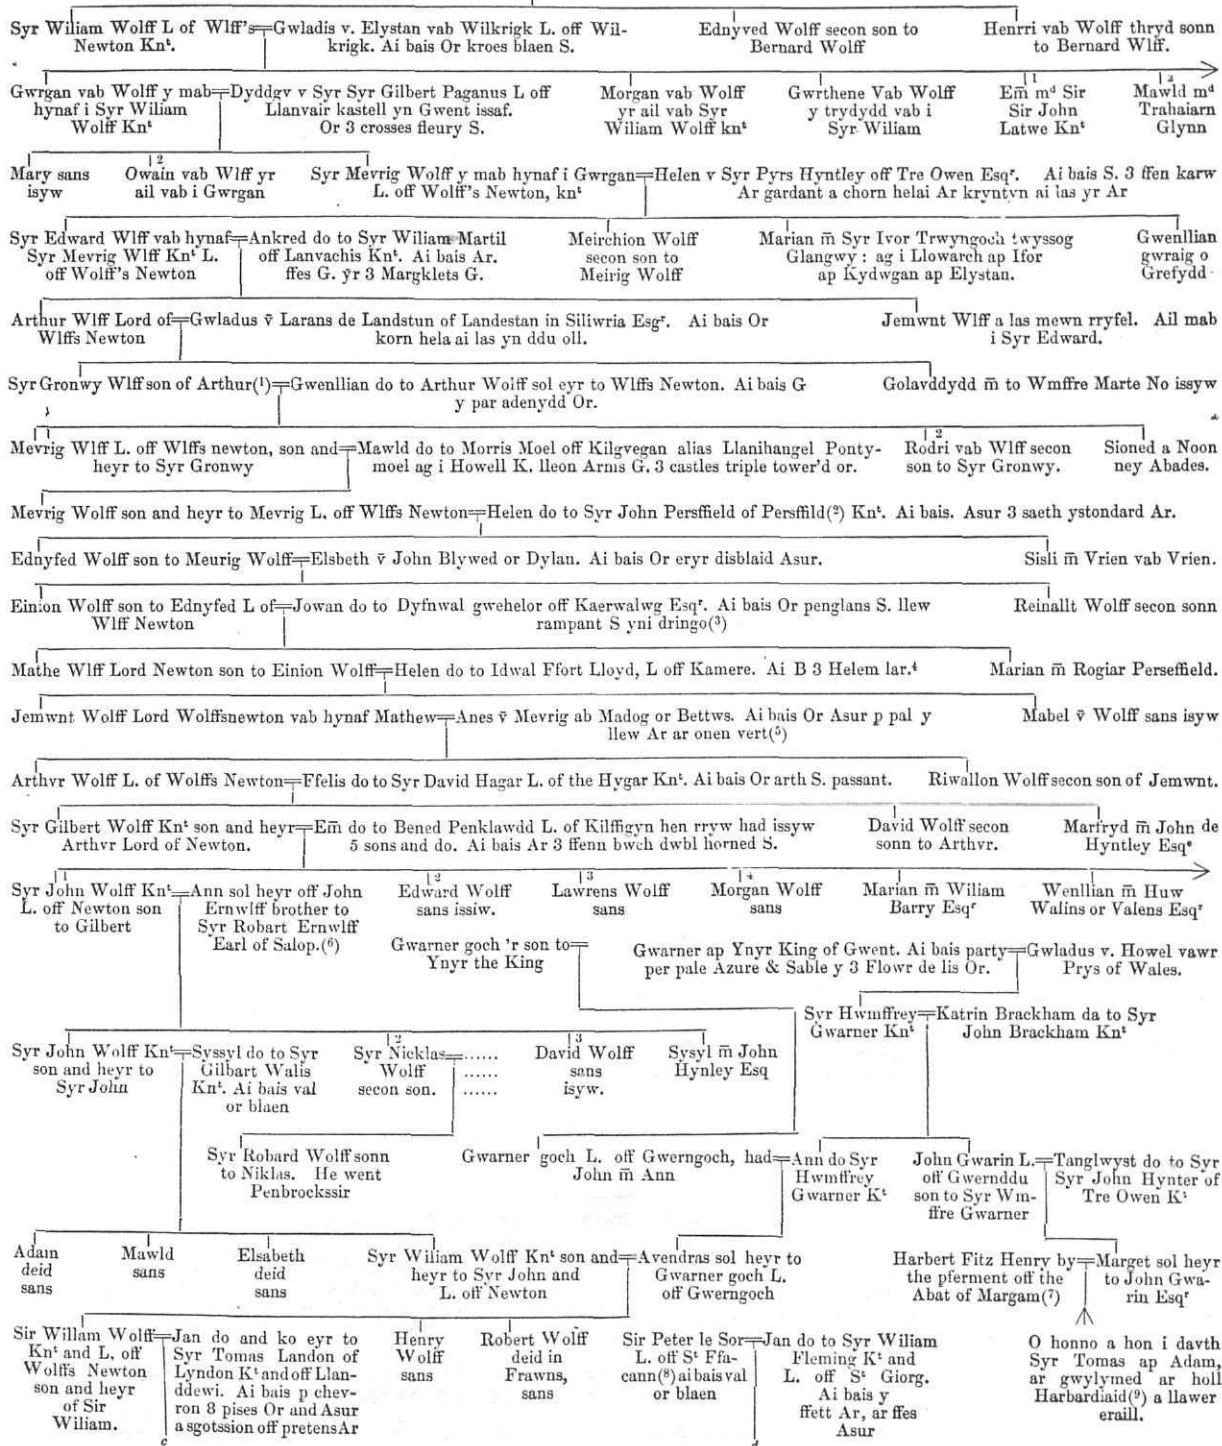 Syr Wiliam Wolff L of Wlff's=Gwladis v. Elystan vab Wilkrigk L. off Wil-
Newton Knᵗ. krigk. Ai bais Or kroes blaen S.
Ednyved Wolff secon son to
Bernard Wolff
Henrri vab Wolff thryd sonn
to Bernard Wlff.
Gwrgan vab Wolff y mab=Dyddgv v Syr Syr Gilbert Paganus L off
hynaf i Syr Wiliam Llanvair kastell yn Gwent issaf.
Wolff Knᵗ Or 3 crosses fleury S.
Morgan vab Wolff
yr ail vab Syr
Wiliam Wolff knᵗ
Gwrthene Vab Wolff
y trydydd vab i
Syr Wiliam
1
Em̄ mᵈ Sir
Sir John
Latwe Knᵗ
2
Mawld mᵈ
Trahaiarn
Glynn
Mary sans
isyw
2
Owain vab Wlff yr
ail vab i Gwrgan
Syr Mevrig Wolff y mab hynaf i Gwrgan=Helen v Syr Pyrs Hyntley off Tre Owen Esqʳ. Ai bais S. 3 ffen karw
L. off Wolff's Newton, knᵗ Ar gardant a chorn helai Ar kryntvn ai las yr Ar
Syr Edward Wlff vab hynaf=Ankred do to Syr Wiliam Martil
Syr Mevrig Wlff Knᵗ L. off Lanvachis Knᵗ. Ai bais Ar.
off Wolff's Newton ffes G. ŷr 3 Margklets G.
Meirchion Wolff
secon son to
Meirig Wolff
Marian m̄ Syr Ivor Trwyngoch twyssog
Glangwy : ag i Llowarch ap Ifor
ap Kydwgan ap Elystan.
Gwenllian
gwraig o
Grefydd
Arthur Wlff Lord of=Gwladus v̄ Larans de Landstun of Landestan in Siliwria Esgʳ. Ai bais Or
Wlffs Newton korn hela ai las yn ddu oll.
Jemwnt Wlff a las mewn rryfel. Ail mab
i Syr Edward.
Syr Gronwy Wlff son of Arthur(¹)=Gwenllian do to Arthur Wolff sol eyr to Wlffs Newton. Ai bais G
y par adenydd Or.
Golavddydd m̄ to Wmffre Marte No issyw
1
Mevrig Wlff L. off Wlffs newton, son and=Mawld do to Morris Moel off Kilgvegan alias Llanihangel Ponty-
heyr to Syr Gronwy moel ag i Howell K. lleon Arms G. 3 castles triple tower'd or.
2
Rodri vab Wlff secon
son to Syr Gronwy.
Sioned a Noon
ney Abades.
Mevrig Wolff son and heyr to Mevrig L. off Wlffs Newton=Helen do to Syr John Persffield of Persffild(²) Knᵗ. Ai bais. Asur 3 saeth ystondard Ar.
Ednyfed Wolff son to Meurig Wolff=Elsbeth v̄ John Blywed or Dylan. Ai bais Or eryr disblaid Asur.
Sisli m̄ Vrien vab Vrien.
Einion Wolff son to Ednyfed L of=Jowan do to Dyfnwal gwehelor off Kaerwalwg Esqʳ. Ai bais Or penglans S. llew
Wlff Newton rampant S yni dringo(³)
Reinallt Wolff secon sonn
Mathe Wlff Lord Newton son to Einion Wolff=Helen do to Idwal Ffort Lloyd, L off Kamere. Ai B 3 Helem lar.⁴
Marian m̄ Rogiar Perseffield.
Jemwnt Wolff Lord Wolffsnewton vab hynaf Mathew=Anes v̄ Mevrig ab Madog or Bettws. Ai bais Or Asur p pal y
llew Ar ar onen vert(⁵)
Mabel v̄ Wolff sans isyw
Arthvr Wolff L. of Wolffs Newton=Ffelis do to Syr David Hagar L. of the Hygar Knᵗ. Ai bais Or arth S. passant.
Riwallon Wolff secon son of Jemwnt.
Syr Gilbert Wolff Knᵗ son and heyr=Em̄ do to Bened Penklawdd L. of Kilffigyn hen rryw had issyw
Arthvr Lord of Newton. 5 sons and do. Ai bais Ar 3 ffenn bwch dwbl horned S.
David Wolff secon
sonn to Arthvr.
Marfryd m̄ John de
Hyntley Esqᵉ
1
Syr John Wolff Knᵗ=Ann sol heyr off John
L. off Newton son Ernwlff brother to
to Gilbert Syr Robart Ernwlff
Earl of Salop.(⁶)
2
Edward Wolff
sans issiw.
3
Lawrens Wolff
sans
4
Morgan Wolff
sans
Marian m̄ Wiliam
Barry Esqʳ
Wenllian m̄ Huw
Walins or Valens Esqʳ
Gwarner goch 'r son to=
Ynyr the King
Gwarner ap Ynyr King of Gwent. Ai bais party=Gwladus v. Howel vawr
per pale Azure & Sable y 3 Flowr de lis Or. Prys of Wales.
Syr Hwmffrey=Katrin Brackham da to Syr
Gwarner Knᵗ John Brackham Knᵗ
Syr John Wolff Knᵗ=Syssyl do to Syr
son and heyr to Gilbart Walis
Syr John Knᵗ. Ai bais val
or blaen
2
Syr Nicklas=......
Wolff ......
secon son. ......
3
David Wolff
sans
isyw.
Sysyl m̄ John
Hynley Esq
Syr Robard Wolff sonn
to Niklas. He went
Penbrockssir
Gwarner goch L. off Gwerngoch, had=Ann do Syr
John m̄ Ann Hwmffrey
Gwarner Kᵗ
John Gwarin L.=Tanglwyst do to Syr
off Gwernddu Syr John Hynter of
son to Syr Wm- Tre Owen Kᵗ
ffre Gwarner
Adam
deid
sans
Mawld
sans
Elsabeth
deid
sans
Syr Wiliam Wolff Knᵗ son and=Avendras sol heyr to
heyr to Syr John and Gwarner goch L.
L. off Newton off Gwerngoch
Harbert Fitz Henry by=Marget sol heyr
the pferment off the to John Gwa-
Abat of Margam(⁷) rin Esqʳ
Sir Willam Wolff=Jan do and ko eyr to
Knᵗ and L. off Syr Tomas Landon of
Wolffs Newton Lyndon Kᵗ and off Llan-
son and heyr ddewi. Ai bais p chev-
of Sir ron 8 pises Or and Asur
Wiliam. a sgotssion off pretens Ar
c
Henry
Wolff
sans
Robert Wolff
deid in
Frawns,
sans
Sir Peter le Sor=Jan do to Syr Wiliam
L. off Sᵗ Ffa- Fleming Kᵗ and
cann(⁸) ai bais val L. off Sᵗ Giorg.
or blaen Ai bais y
ffett Ar, ar ffes
Asur
d
O honno a hon i davth
Syr Tomas ap Adam,
ar gwylymed ar holl
Harbardiaid(⁹) a llawer
eraill.